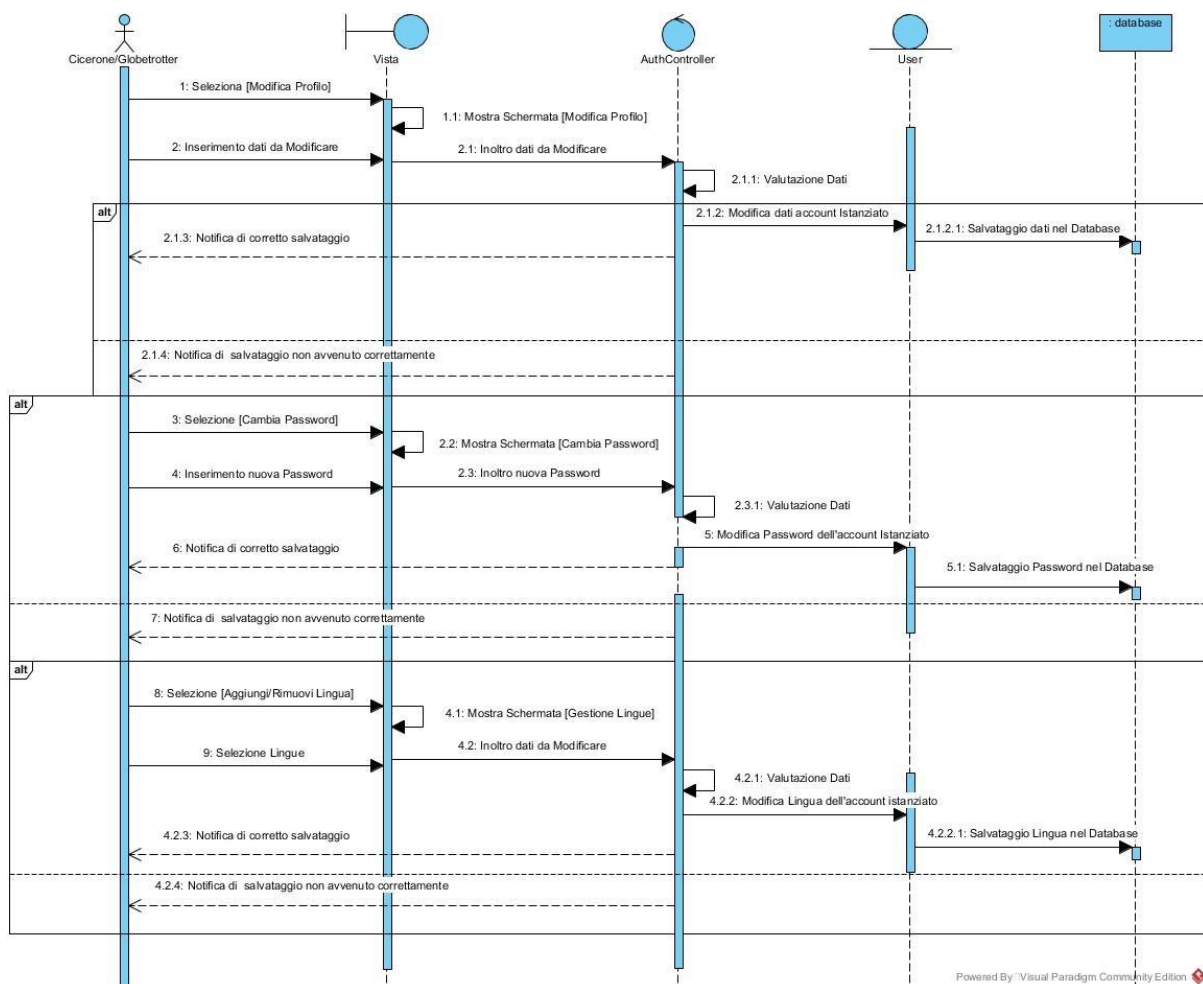 : database
Cicerone/Globetrotter
Vista
AuthController
User
1: Seleziona [Modifica Profilo]
1.1: Mostra Schermata [Modifica Profilo]
2: Inserimento dati da Modificare
2.1: Inoltro dati da Modificare
2.1.1: Valutazione Dati
alt
2.1.2: Modifica dati account Istanziato
2.1.2.1: Salvataggio dati nel Database
2.1.3: Notifica di corretto salvataggio
2.1.4: Notifica di salvataggio non avvenuto correttamente
alt
3: Selezione [Cambia Password]
2.2: Mostra Schermata [Cambia Password]
4: Inserimento nuova Password
2.3: Inoltro nuova Password
2.3.1: Valutazione Dati
5: Modifica Password dell'account Istanziato
6: Notifica di corretto salvataggio
5.1: Salvataggio Password nel Database
7: Notifica di salvataggio non avvenuto correttamente
alt
8: Selezione [Aggiungi/Rimuovi Lingua]
4.1: Mostra Schermata [Gestione Lingue]
9: Selezione Lingue
4.2: Inoltro dati da Modificare
4.2.1: Valutazione Dati
4.2.2: Modifica Lingua dell'account istanziato
4.2.3: Notifica di corretto salvataggio
4.2.2.1: Salvataggio Lingua nel Database
4.2.4: Notifica di salvataggio non avvenuto correttamente
Powered By Visual Paradigm Community Edition